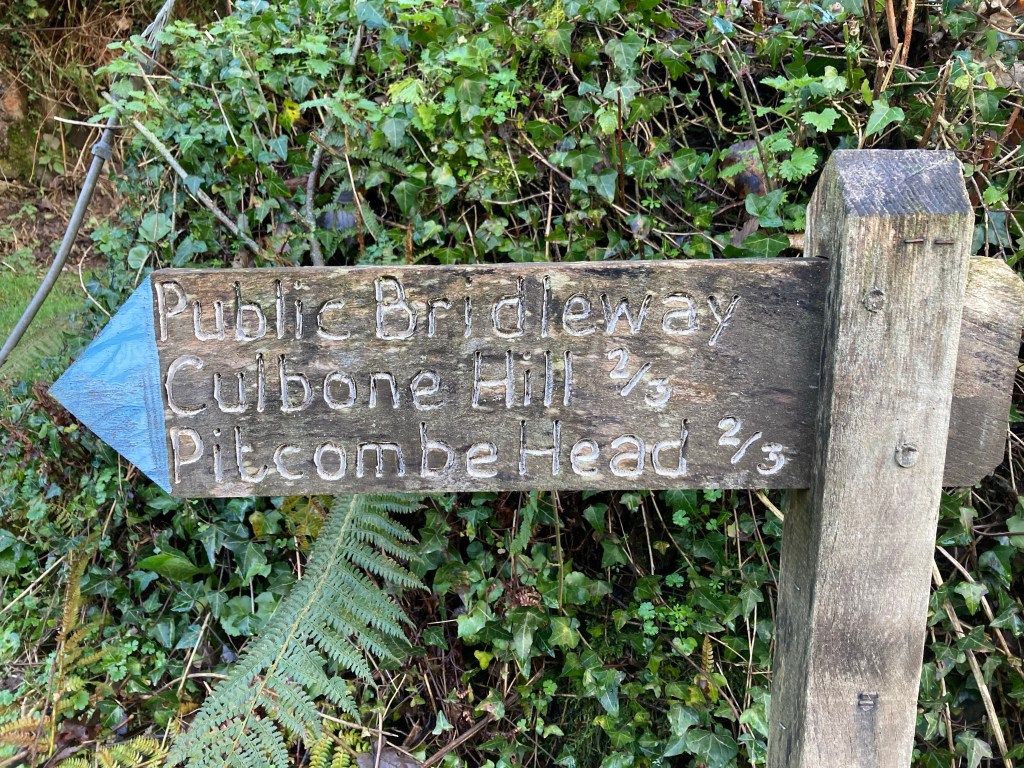 Public Bridleway
Culbone Hill 2/3
Pitcombe Head 2/3